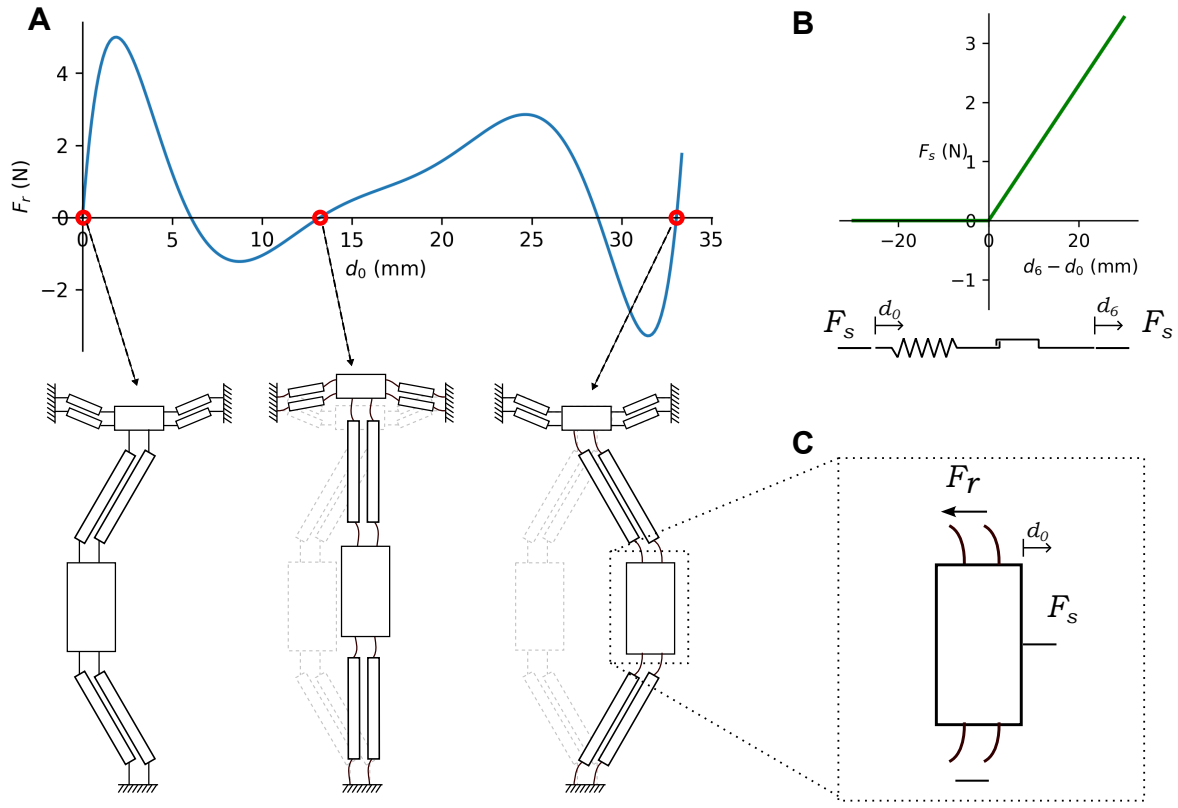 A
F_r (N)
4
2
0
−2
0 5 10 15 20 25 30 35
d_0 (mm)
B
F_s (N)
3
2
1
0
−1
−20 0 20
d_6 − d_0 (mm)
F_s d_0 d_6 F_s
C
F_r
d_0
F_s